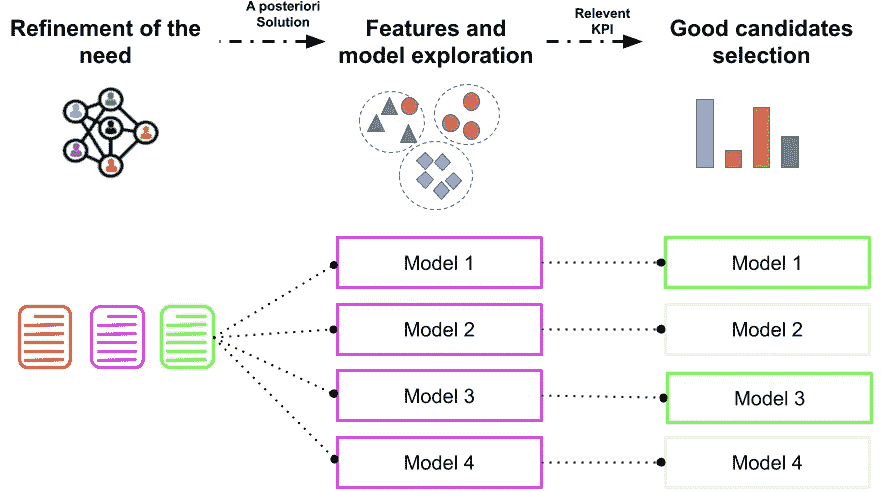 Refinement of the
need
A posteriori
Solution
Features and
model exploration
Relevent
KPI
Good candidates
selection
Model 1
Model 1
Model 2
Model 2
Model 3
Model 3
Model 4
Model 4